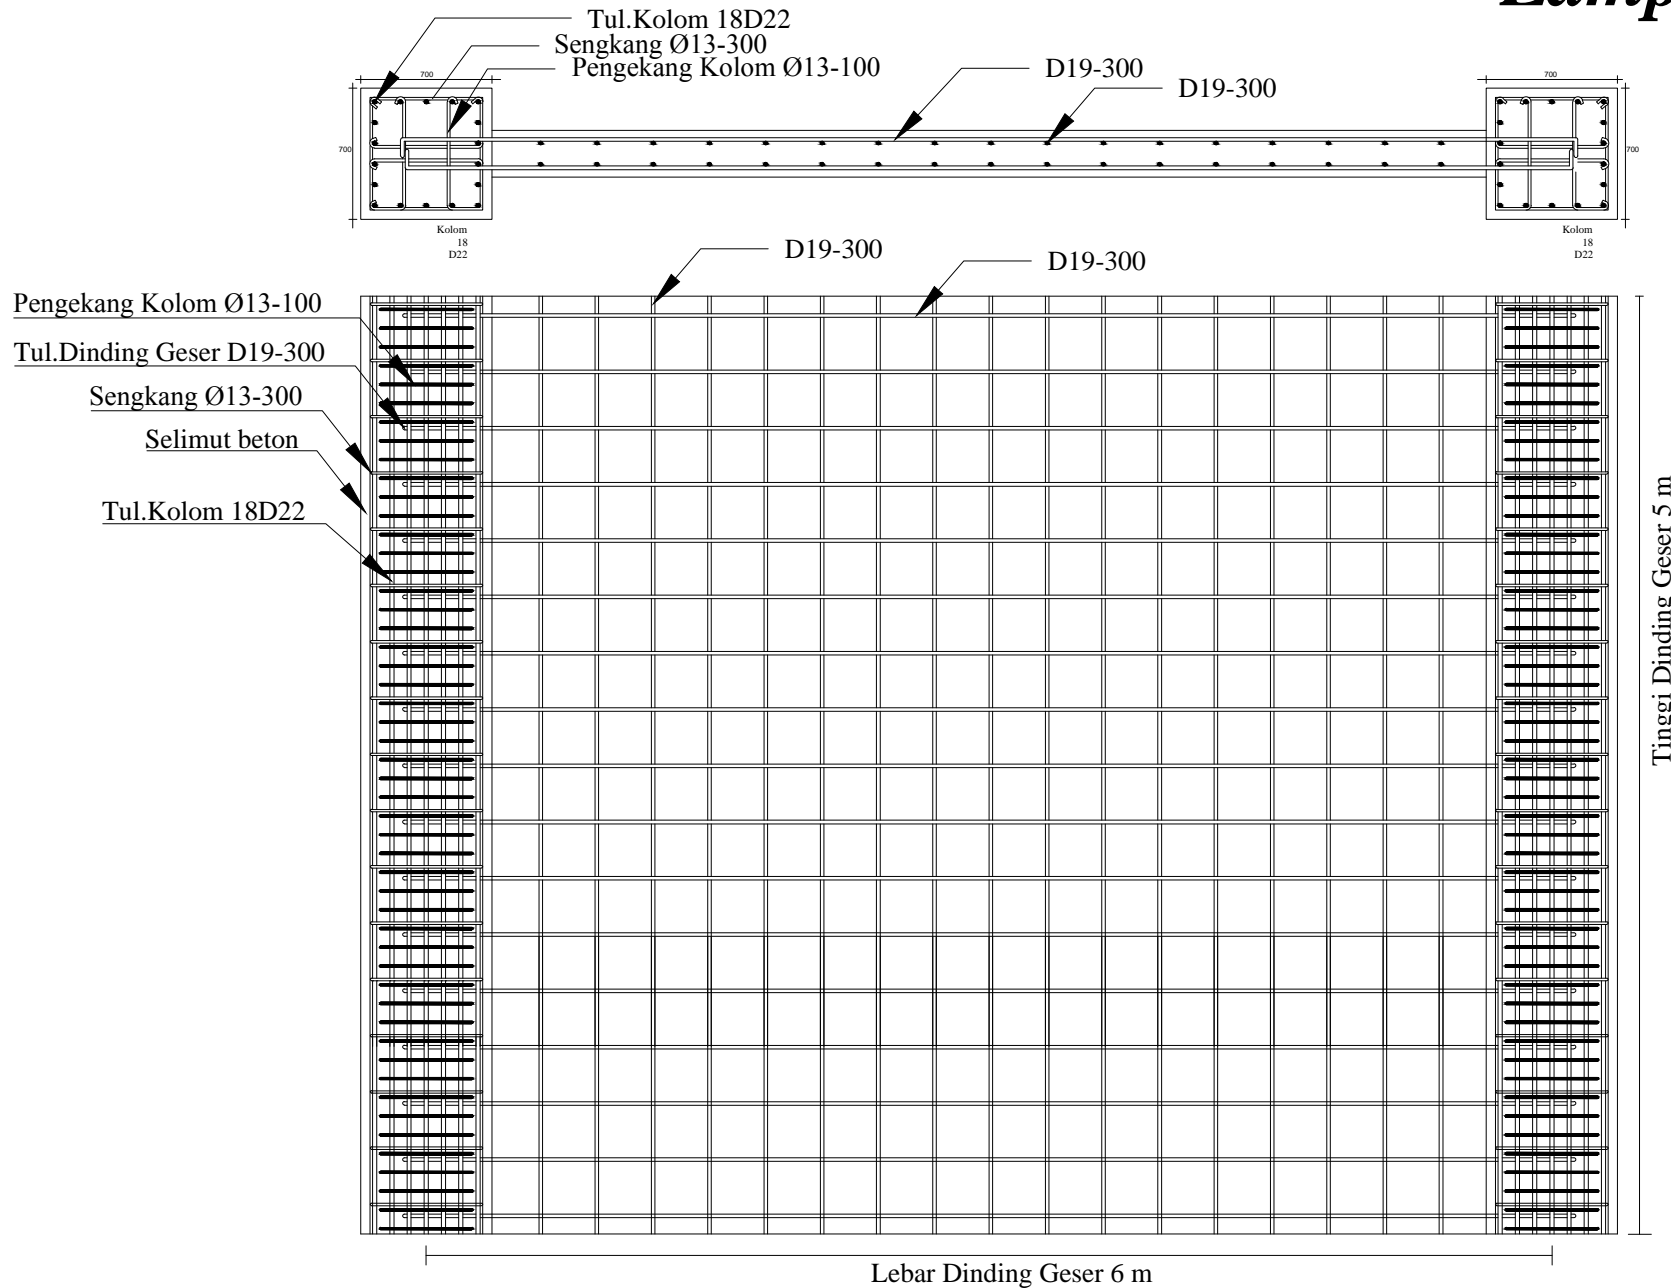 Tul.Kolom 18D22
Sengkang Ø13-300
Pengekang Kolom Ø13-100
D19-300
D19-300
700
700
700
700
Kolom
18
D22
Kolom
18
D22
D19-300
D19-300
Pengekang Kolom Ø13-100
Tul.Dinding Geser D19-300
Sengkang Ø13-300
Selimut beton
Tul.Kolom 18D22
Tinggi Dinding Geser 5 m
Lebar Dinding Geser 6 m